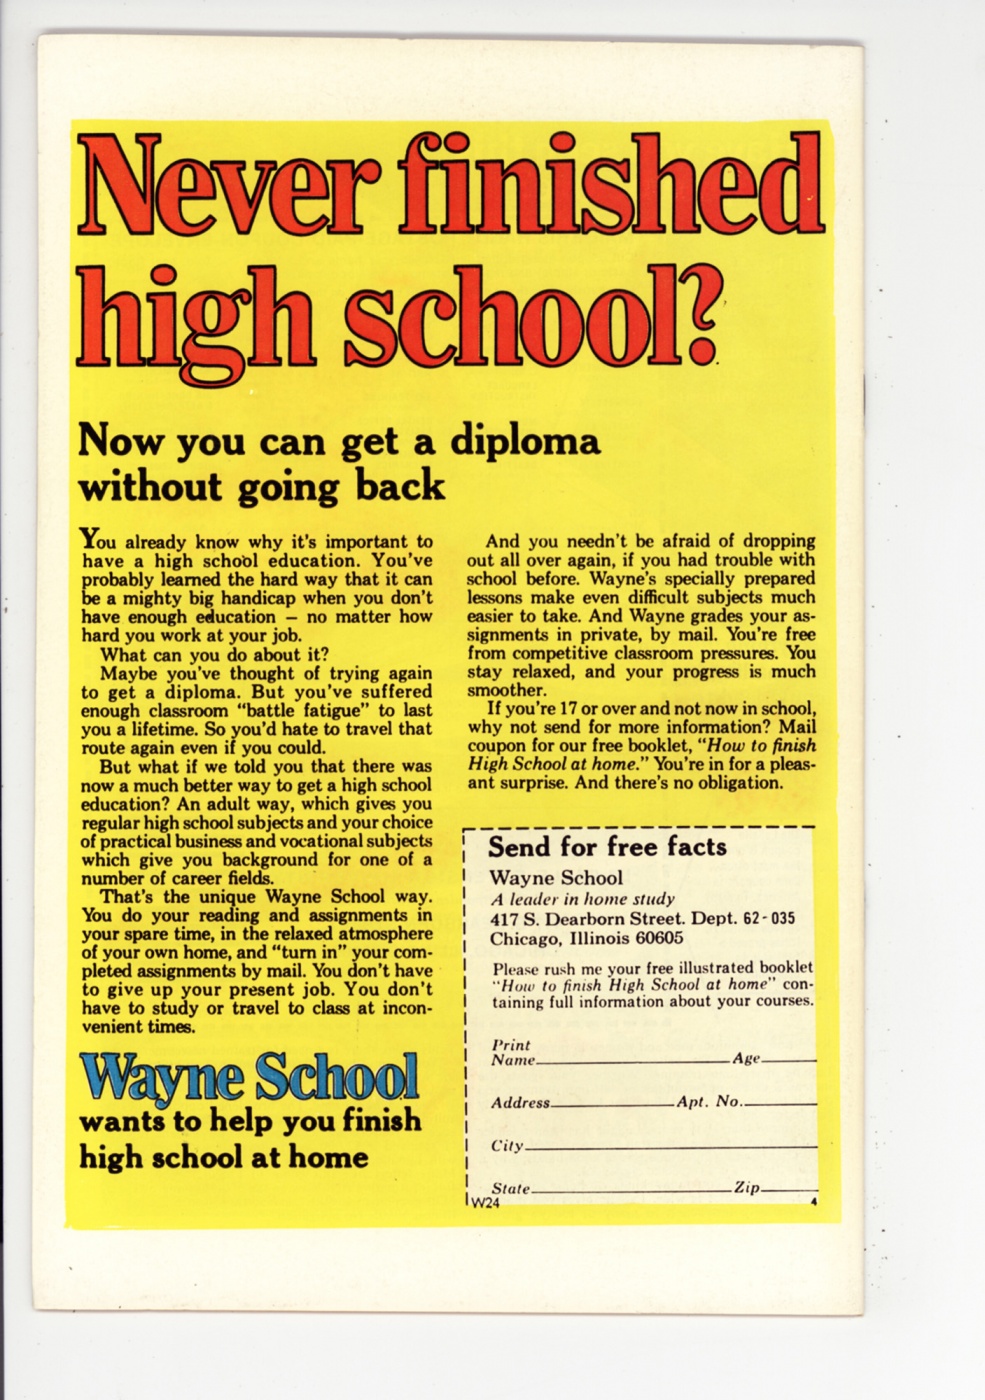 Never finished
high school?
Now you can get a diploma
without going back
You already know why it's important to
have a high school education. You've
probably learned the hard way that it can
be a mighty big handicap when you don't
have enough education — no matter how
hard you work at your job.
What can you do about it?
Maybe you've thought of trying again
to get a diploma. But you've suffered
enough classroom "battle fatigue" to last
you a lifetime. So you'd hate to travel that
route again even if you could.
But what if we told you that there was
now a much better way to get a high school
education? An adult way, which gives you
regular high school subjects and your choice
of practical business and vocational subjects
which give you background for one of a
number of career fields.
That's the unique Wayne School way.
You do your reading and assignments in
your spare time, in the relaxed atmosphere
of your own home, and "turn in" your com-
pleted assignments by mail. You don't have
to give up your present job. You don't
have to study or travel to class at incon-
venient times.
Wayne School
wants to help you finish
high school at home
And you needn't be afraid of dropping
out all over again, if you had trouble with
school before. Wayne's specially prepared
lessons make even difficult subjects much
easier to take. And Wayne grades your as-
signments in private, by mail. You're free
from competitive classroom pressures. You
stay relaxed, and your progress is much
smoother.
If you're 17 or over and not now in school,
why not send for more information? Mail
coupon for our free booklet, "How to finish
High School at home." You're in for a pleas-
ant surprise. And there's no obligation.
Send for free facts
Wayne School
A leader in home study
417 S. Dearborn Street. Dept. 62-035
Chicago, Illinois 60605
Please rush me your free illustrated booklet
"How to finish High School at home" con-
taining full information about your courses.
Print
Name Age
Address Apt. No.
City
State Zip
W24 4